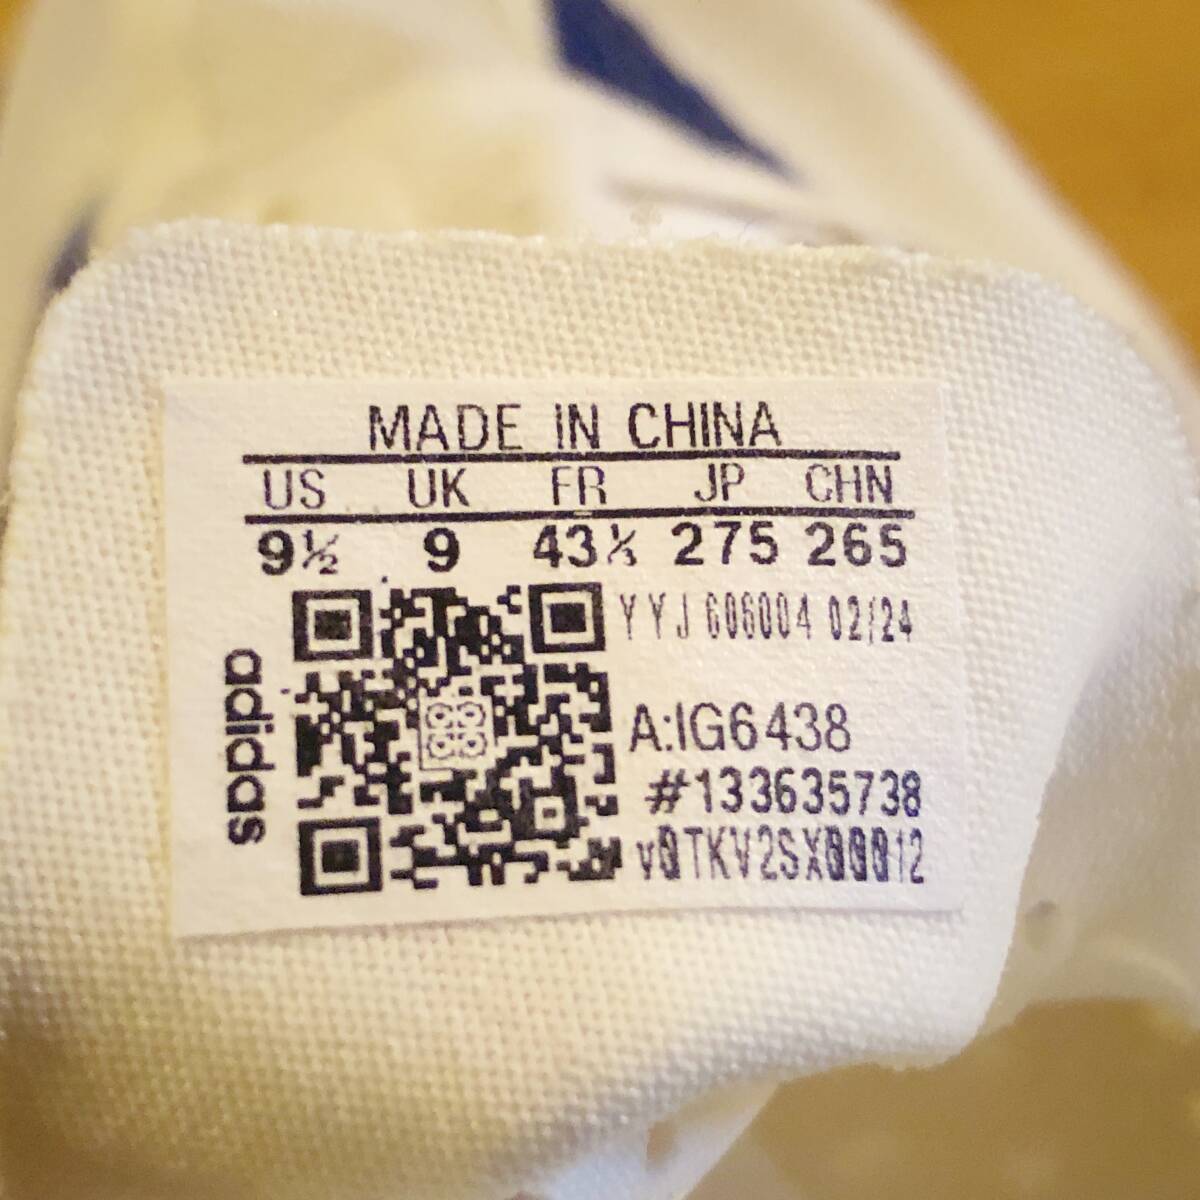 MADE IN CHINA
US UK FR JP CHN
9½ 9 43⅓ 275 265
YYJ 606004 02/24
adidas
A:IG6438
#133635738